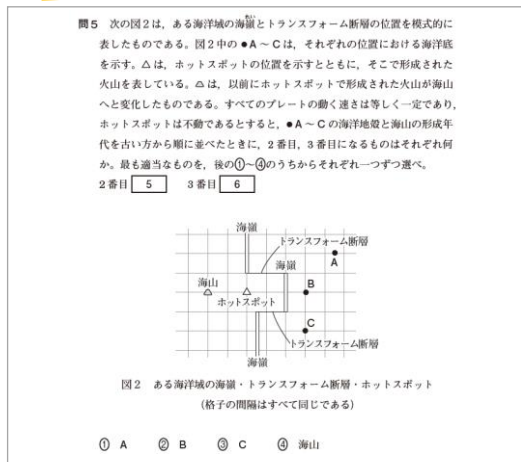 問5 次の図2は，ある海洋域の海嶺とトランスフォーム断層の位置を模式的に
表したものである。図2中の●A～Cは，それぞれの位置における海洋底
を示す。△は，ホットスポットの位置を示すとともに，そこで形成された
火山を表している。⌓は，以前にホットスポットで形成された火山が海山
へと変化したものである。すべてのプレートの動く速さは等しく一定であり，
ホットスポットは不動であるとすると，●A～Cの海洋地殻と海山の形成年
代を古い方から順に並べたときに，2番目，3番目になるものはそれぞれ何
か。最も適当なものを，後の①～④のうちからそれぞれ一つずつ選べ。
2番目 5 3番目 6
海嶺
トランスフォーム断層
海嶺
A
海山
B
ホットスポット
C
トランスフォーム断層
海嶺
図2 ある海洋域の海嶺・トランスフォーム断層・ホットスポット
(格子の間隔はすべて同じである)
① A ② B ③ C ④ 海山